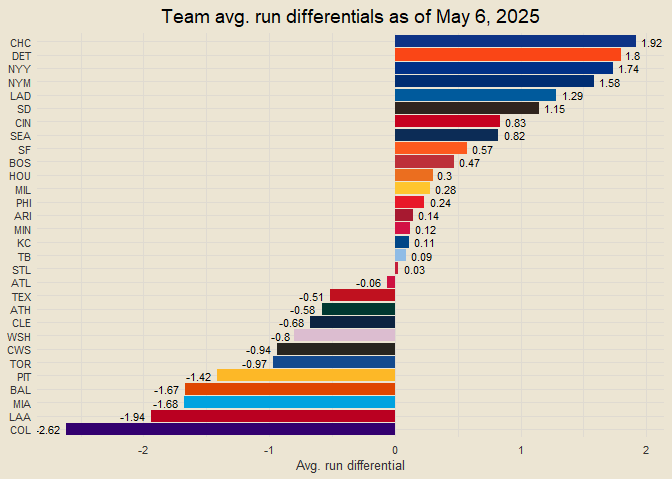 Team avg. run differentials as of May 6, 2025
CHC 1.92
DET 1.8
NYY 1.74
NYM 1.58
LAD 1.29
SD 1.15
CIN 0.83
SEA 0.82
SF 0.57
BOS 0.47
HOU 0.3
MIL 0.28
PHI 0.24
ARI 0.14
MIN 0.12
KC 0.11
TB 0.09
STL 0.03
ATL -0.06
TEX -0.51
ATH -0.58
CLE -0.68
WSH -0.8
CWS -0.94
TOR -0.97
PIT -1.42
BAL -1.67
MIA -1.68
LAA -1.94
COL -2.62
-2 -1 0 1 2
Avg. run differential